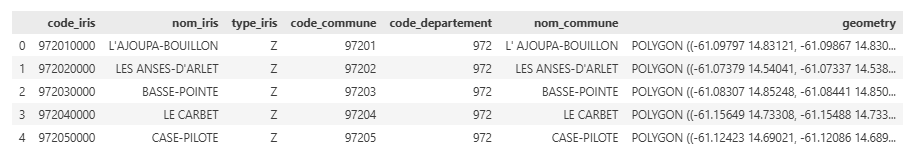 code_iris nom_iris type_iris code_commune code_departement nom_commune geometry
0 972010000 L'AJOUPA-BOUILLON Z 97201 972 L' AJOUPA-BOUILLON POLYGON ((-61.09797 14.83121, -61.09867 14.830...
1 972020000 LES ANSES-D'ARLET Z 97202 972 LES ANSES-D'ARLET POLYGON ((-61.07379 14.54041, -61.07337 14.538...
2 972030000 BASSE-POINTE Z 97203 972 BASSE-POINTE POLYGON ((-61.08307 14.85248, -61.08441 14.850...
3 972040000 LE CARBET Z 97204 972 LE CARBET POLYGON ((-61.15649 14.73308, -61.15488 14.733...
4 972050000 CASE-PILOTE Z 97205 972 CASE-PILOTE POLYGON ((-61.12423 14.69021, -61.12086 14.689...